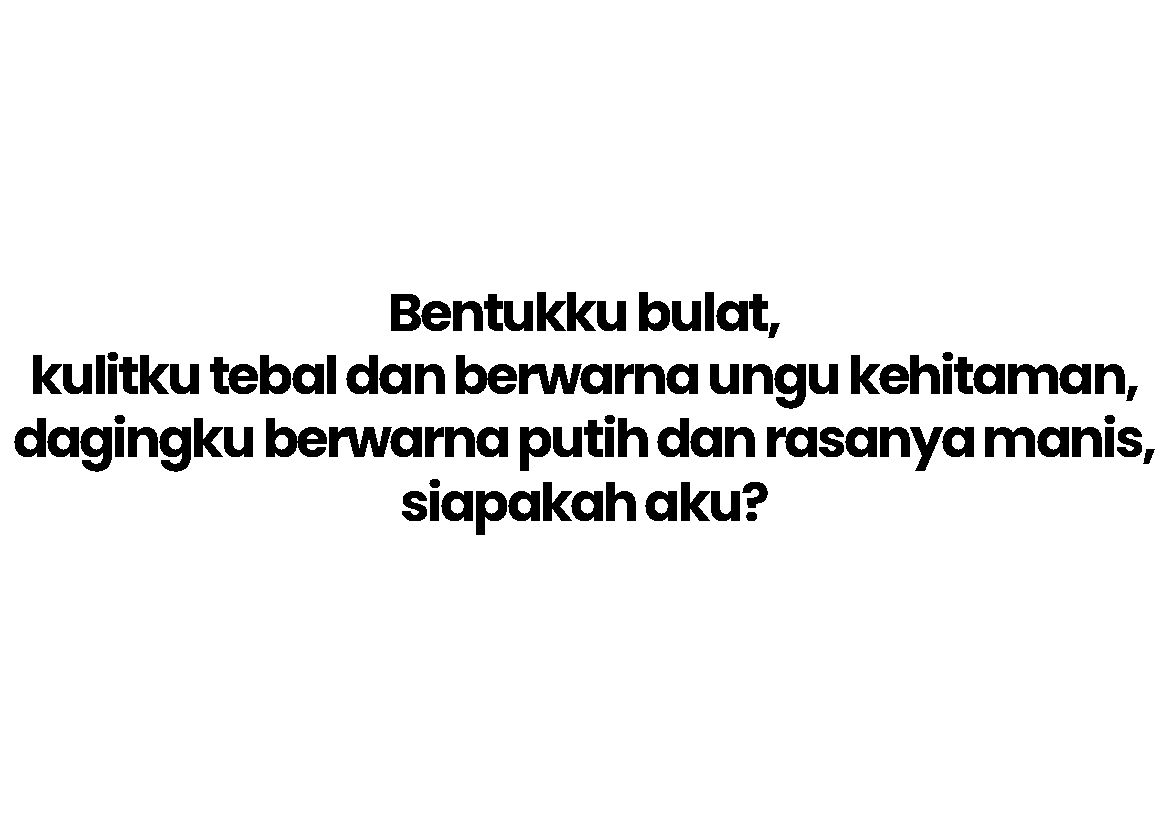 Bentukku bulat,
kulitku tebal dan berwarna ungu kehitaman,
dagingku berwarna putih dan rasanya manis,
siapakah aku?